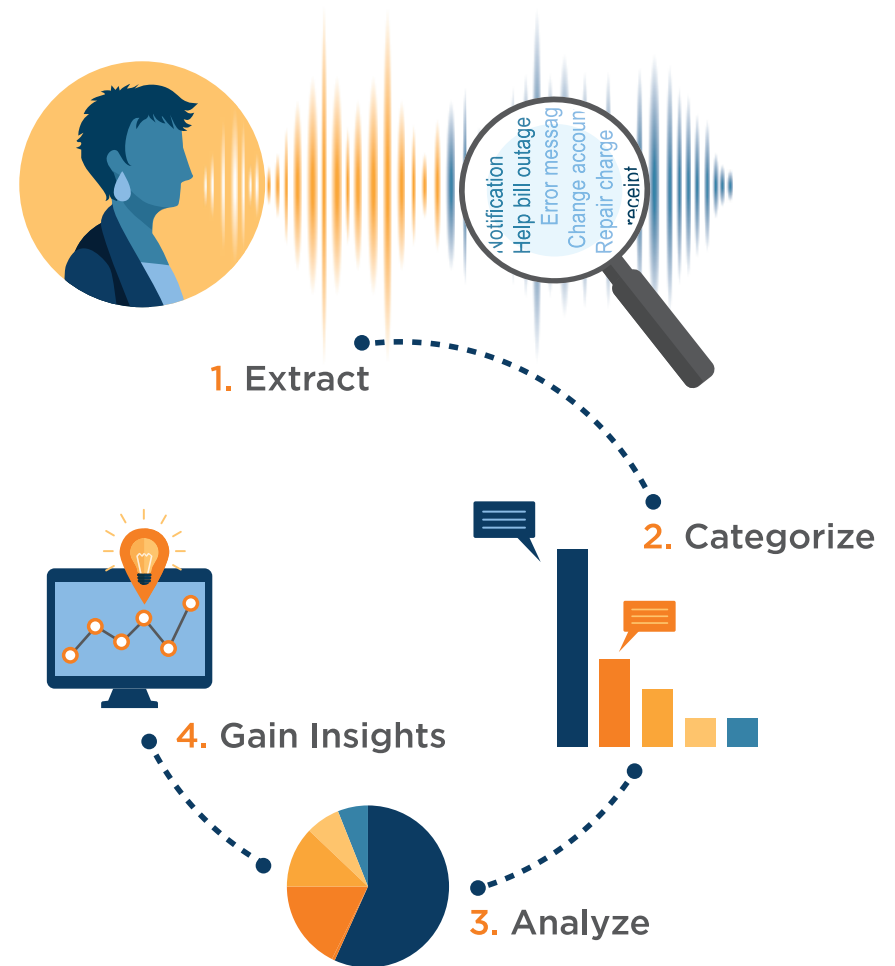 Notification
Help bill outage
Error messag
Change accoun
Repair charge
receipt
1. Extract
2. Categorize
4. Gain Insights
3. Analyze